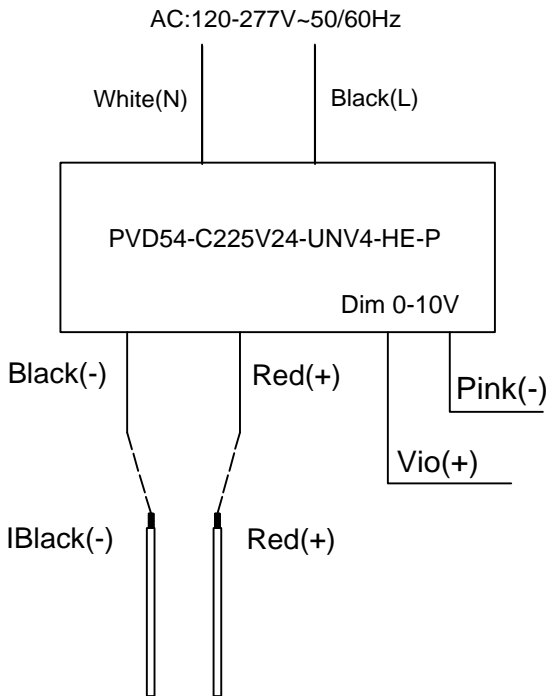 AC:120-277V~50/60Hz
White(N)
Black(L)
PVD54-C225V24-UNV4-HE-P
Dim 0-10V
Black(-)
Red(+)
Pink(-)
Vio(+)
IBlack(-)
Red(+)